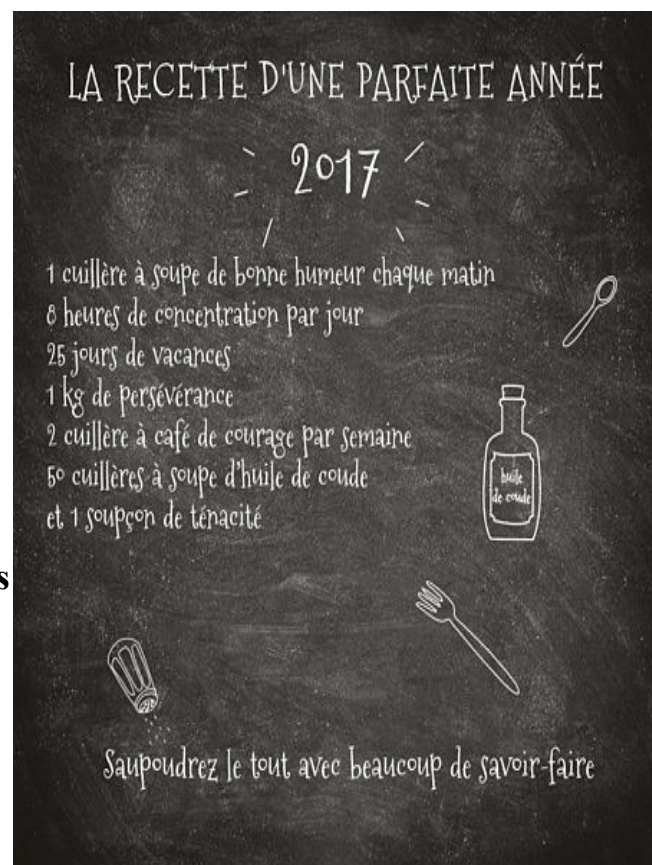 LA RECETTE D'UNE PARFAITE ANNÉE
2017
1 cuillère à soupe de bonne humeur chaque matin
8 heures de concentration par jour
25 jours de vacances
1 kg de persévérance
2 cuillère à café de courage par semaine
50 cuillères à soupe d'huile de coude
et 1 soupçon de ténacité
huile
de coude
s
Saupoudrez le tout avec beaucoup de savoir-faire